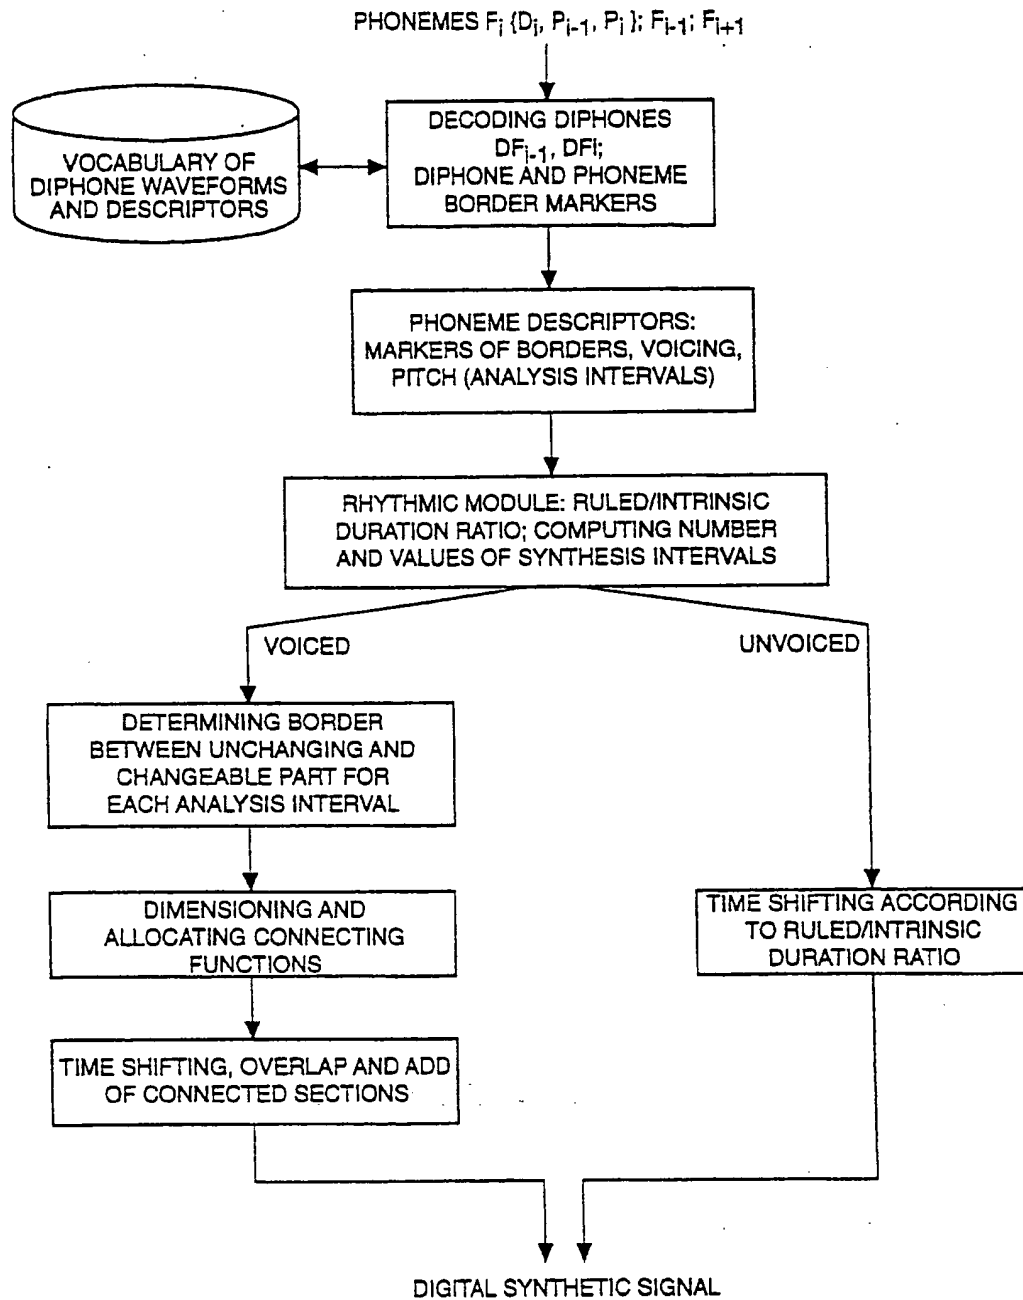 PHONEMES Fi {Di, Pi-1, Pi }; Fi-1; Fi+1
DECODING DIPHONES
DFi-1, DFi;
DIPHONE AND PHONEME
BORDER MARKERS
VOCABULARY OF
DIPHONE WAVEFORMS
AND DESCRIPTORS
PHONEME DESCRIPTORS:
MARKERS OF BORDERS, VOICING,
PITCH (ANALYSIS INTERVALS)
RHYTHMIC MODULE: RULED/INTRINSIC
DURATION RATIO; COMPUTING NUMBER
AND VALUES OF SYNTHESIS INTERVALS
VOICED
UNVOICED
DETERMINING BORDER
BETWEEN UNCHANGING AND
CHANGEABLE PART FOR
EACH ANALYSIS INTERVAL
DIMENSIONING AND
ALLOCATING CONNECTING
FUNCTIONS
TIME SHIFTING ACCORDING
TO RULED/INTRINSIC
DURATION RATIO
TIME SHIFTING, OVERLAP AND ADD
OF CONNECTED SECTIONS
DIGITAL SYNTHETIC SIGNAL